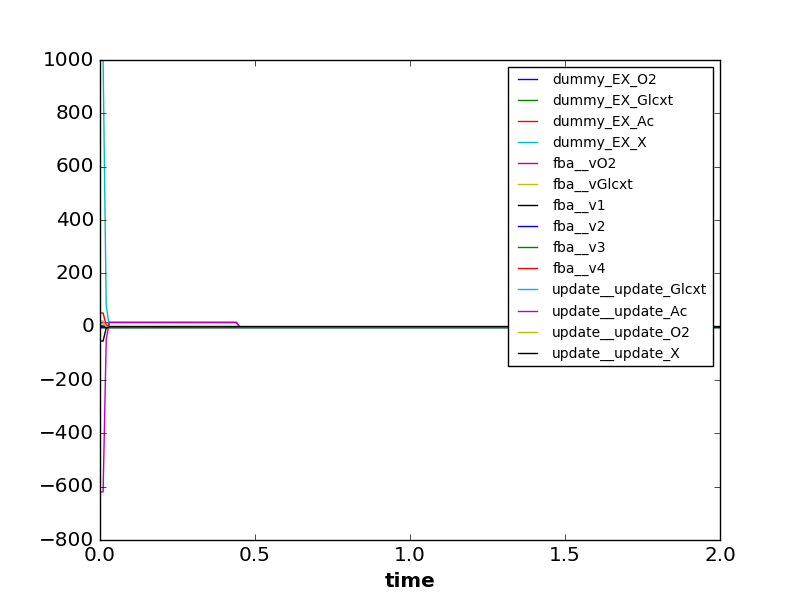 1000
800
600
400
200
0
−200
−400
−600
−800
0.0
0.5
1.0
1.5
2.0
time
dummy_EX_O2
dummy_EX_Glcxt
dummy_EX_Ac
dummy_EX_X
fba__vO2
fba__vGlcxt
fba__v1
fba__v2
fba__v3
fba__v4
update__update_Glcxt
update__update_Ac
update__update_O2
update__update_X